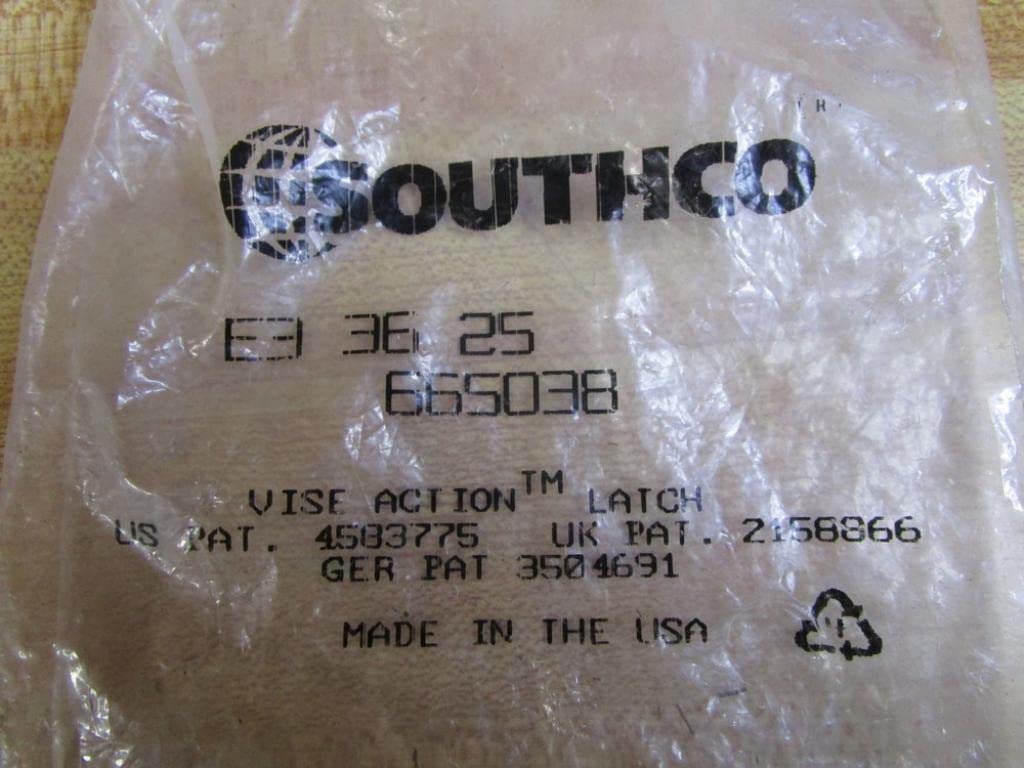 R
SOUTHCO
E3 36 25
665038
VISE ACTION™ LATCH
US PAT. 4583775 UK PAT. 2158866
GER PAT 3504691
MADE IN THE USA
4